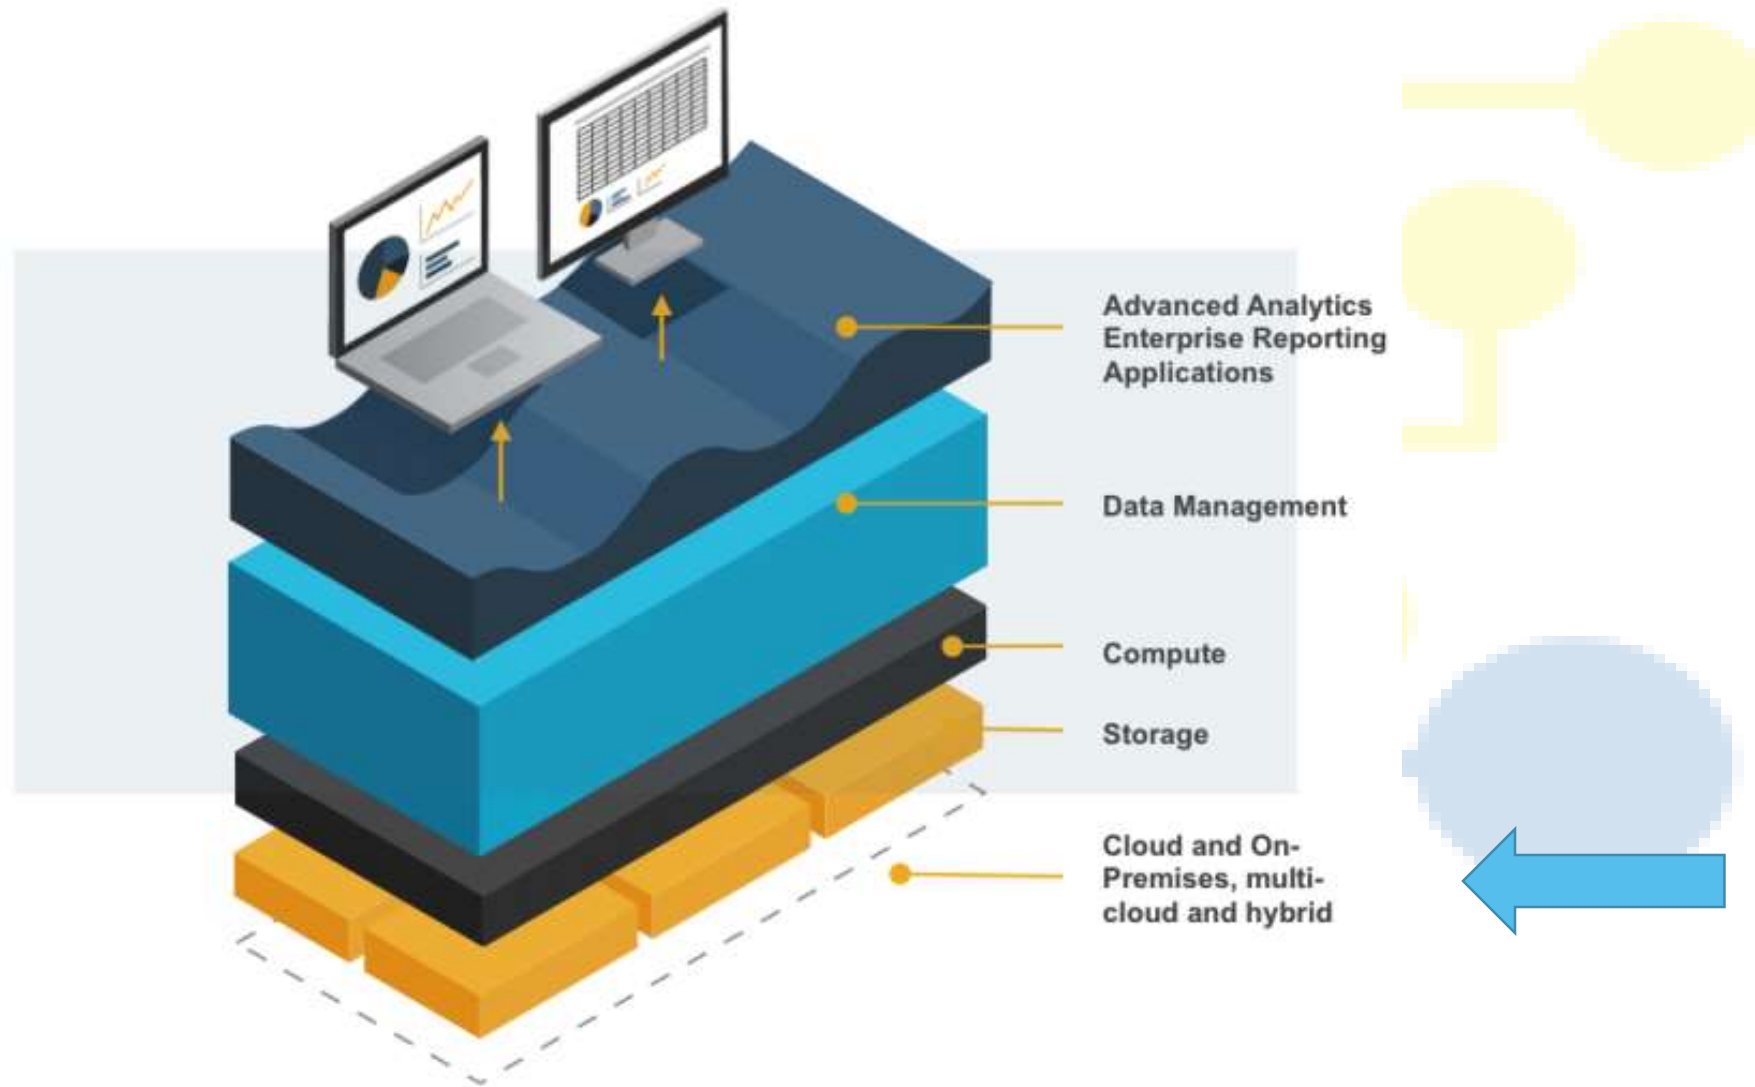 Advanced Analytics
Enterprise Reporting
Applications
Data Management
Compute
Storage
Cloud and On-
Premises, multi-
cloud and hybrid